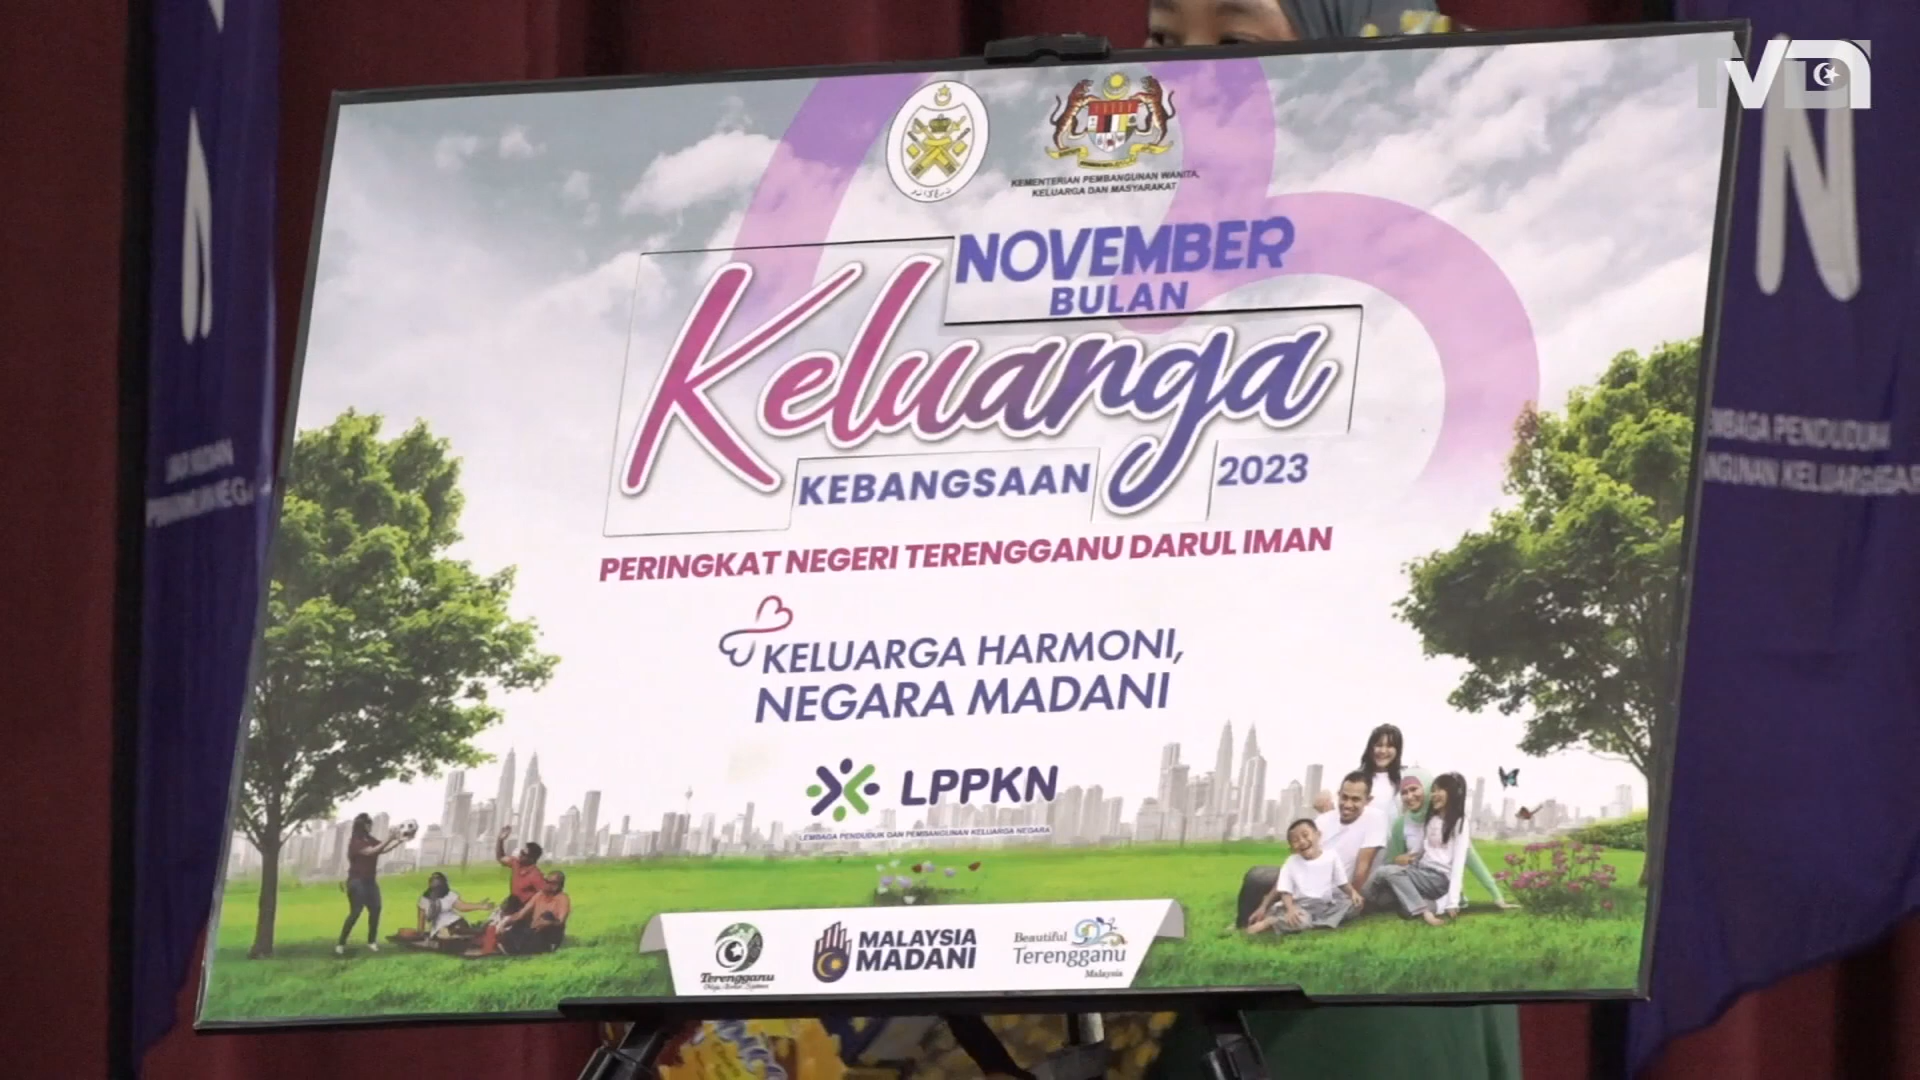 TVDI
KEMENTERIAN PEMBANGUNAN WANITA,
KELUARGA DAN MASYARAKAT
NOVEMBER
BULAN
Keluarga
KEBANGSAAN 2023
PERINGKAT NEGERI TERENGGANU DARUL IMAN
KELUARGA HARMONI,
NEGARA MADANI
LPPKN
LEMBAGA PENDUDUK DAN PEMBANGUNAN KELUARGA NEGARA
Terengganu
MALAYSIA
MADANI
Beautiful
Terengganu
Malaysia